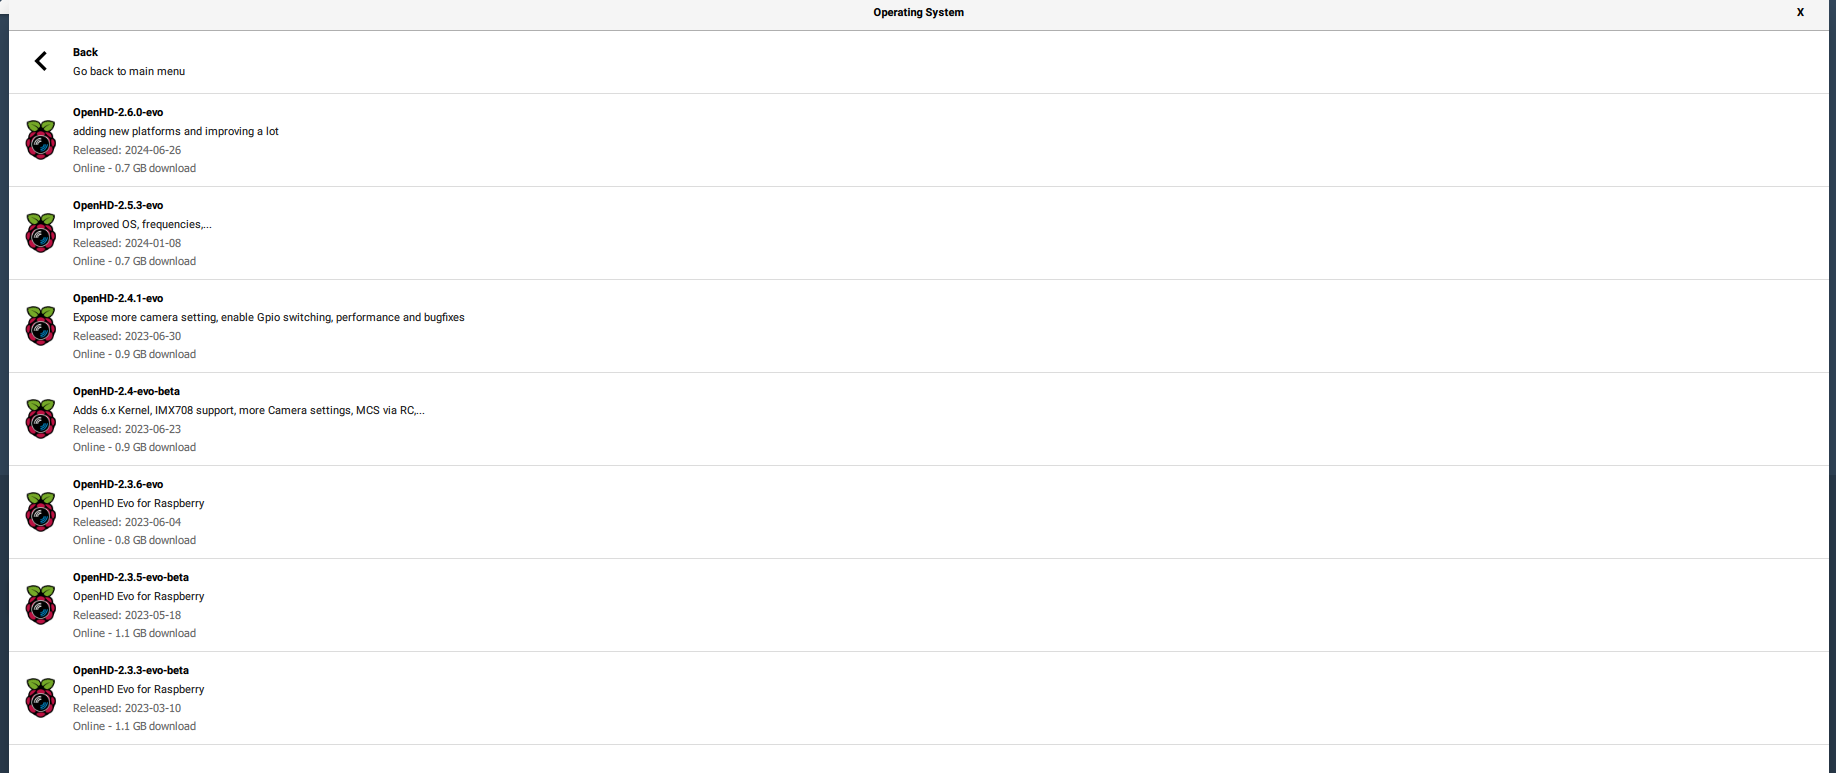 Operating System
X
Back
Go back to main menu
OpenHD-2.6.0-evo
adding new platforms and improving a lot
Released: 2024-06-26
Online - 0.7 GB download
OpenHD-2.5.3-evo
Improved OS, frequencies,...
Released: 2024-01-08
Online - 0.7 GB download
OpenHD-2.4.1-evo
Expose more camera setting, enable Gpio switching, performance and bugfixes
Released: 2023-06-30
Online - 0.9 GB download
OpenHD-2.4-evo-beta
Adds 6.x Kernel, IMX708 support, more Camera settings, MCS via RC,...
Released: 2023-06-23
Online - 0.9 GB download
OpenHD-2.3.6-evo
OpenHD Evo for Raspberry
Released: 2023-06-04
Online - 0.8 GB download
OpenHD-2.3.5-evo-beta
OpenHD Evo for Raspberry
Released: 2023-05-18
Online - 1.1 GB download
OpenHD-2.3.3-evo-beta
OpenHD Evo for Raspberry
Released: 2023-03-10
Online - 1.1 GB download